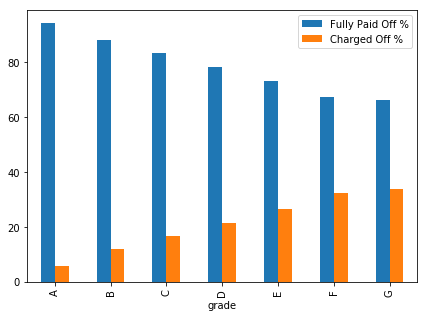 Fully Paid Off %
Charged Off %
80
60
40
20
0
A B C D E F G
grade